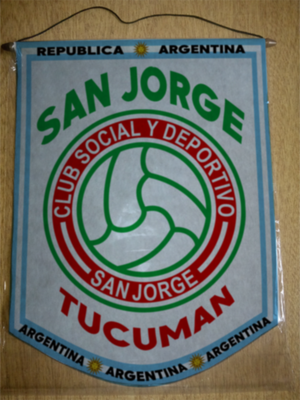 REPUBLICA ARGENTINA
SAN JORGE
CLUB SOCIAL Y DEPORTIVO
SAN JORGE
TUCUMAN
ARGENTINA ARGENTINA ARGENTINA